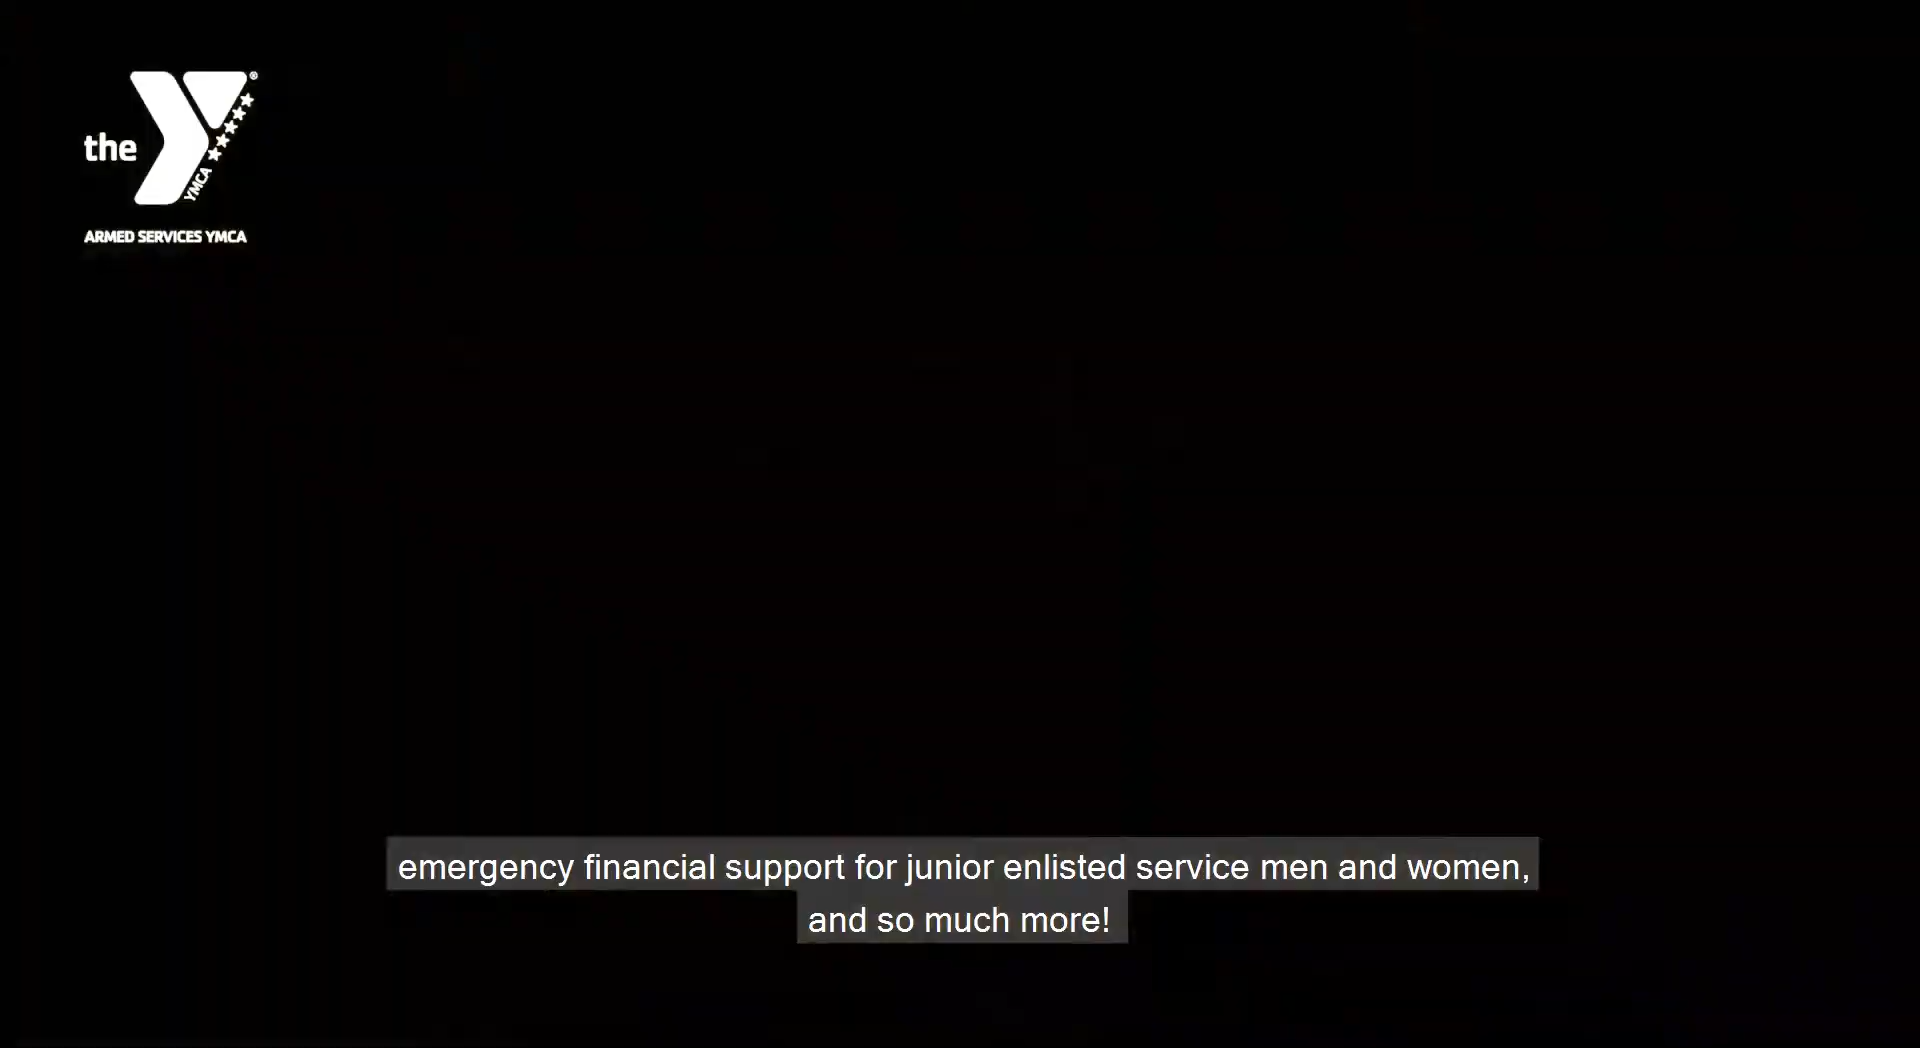 the
YMCA
®
ARMED SERVICES YMCA
emergency financial support for junior enlisted service men and women,
and so much more!